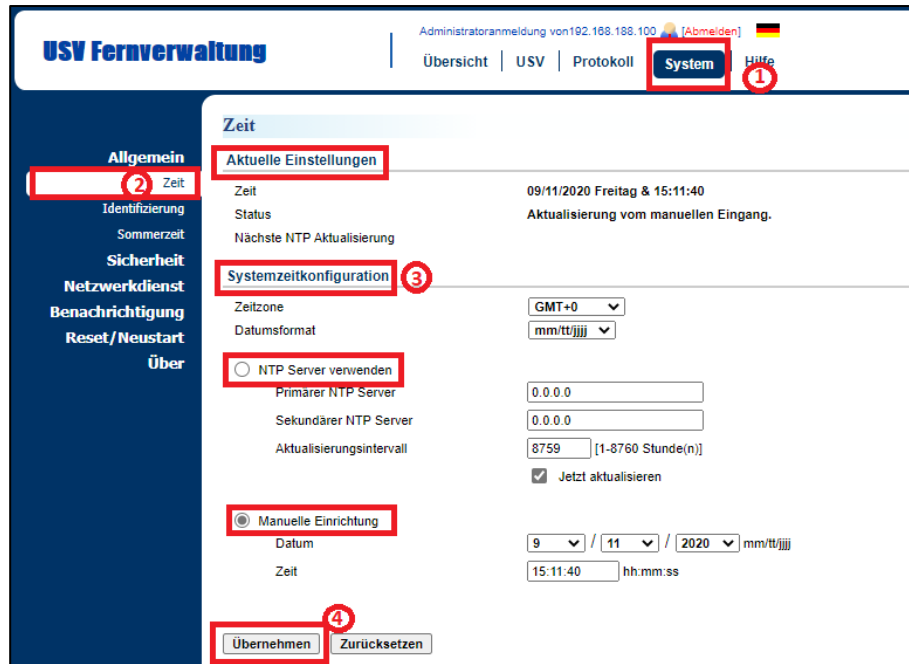 Administratoranmeldung von192.168.188.100 [Abmelden]
USV Fernverwaltung
Übersicht | USV | Protokoll System Hilfe
1
Zeit
Allgemein
2 Zeit
Identifizierung
Sommerzeit
Sicherheit
Netzwerkdienst
Benachrichtigung
Reset/Neustart
Über
Aktuelle Einstellungen
Zeit 09/11/2020 Freitag & 15:11:40
Status Aktualisierung vom manuellen Eingang.
Nächste NTP Aktualisierung
Systemzeitkonfiguration 3
Zeitzone GMT+0
Datumsformat mm/tt/jjjj
NTP Server verwenden
Primärer NTP Server 0.0.0.0
Sekundärer NTP Server 0.0.0.0
Aktualisierungsintervall 8759 [1-8760 Stunde(n)]
Jetzt aktualisieren
Manuelle Einrichtung
Datum 9 / 11 / 2020 mm/tt/jjjj
Zeit 15:11:40 hh:mm:ss
4
Übernehmen Zurücksetzen